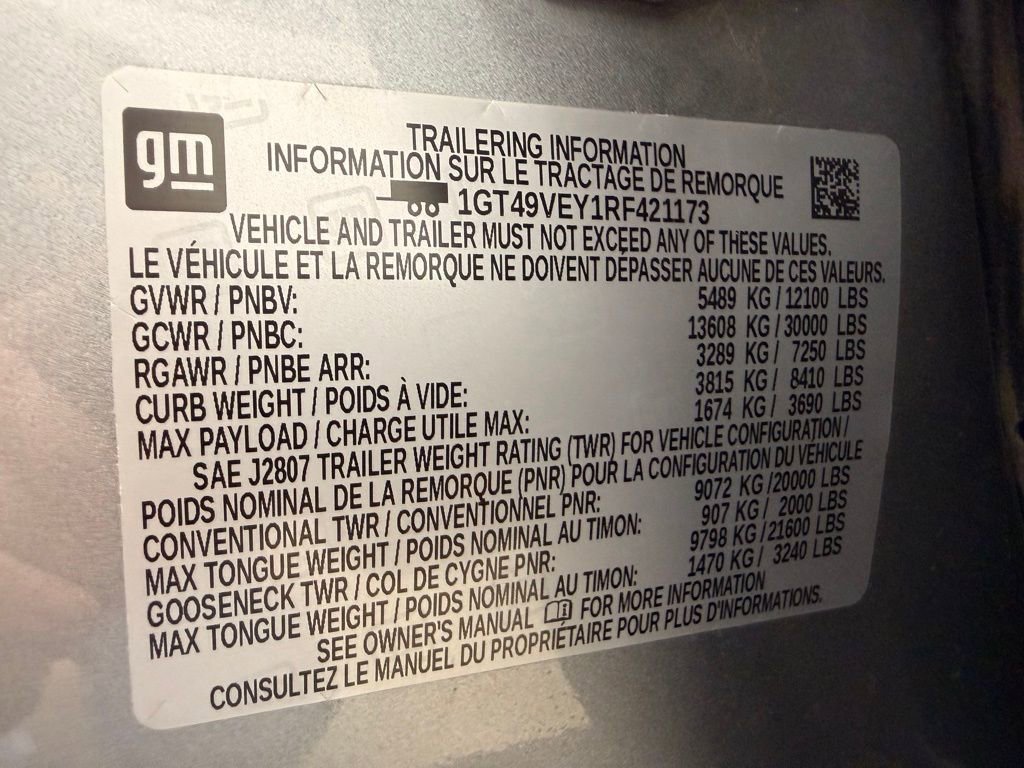 gm
TRAILERING INFORMATION
INFORMATION SUR LE TRACTAGE DE REMORQUE
1GT49VEY1RF421173
VEHICLE AND TRAILER MUST NOT EXCEED ANY OF THESE VALUES.
LE VÉHICULE ET LA REMORQUE NE DOIVENT DÉPASSER AUCUNE DE CES VALEURS.
GVWR / PNBV: 5489 KG / 12100 LBS
GCWR / PNBC: 13608 KG / 30000 LBS
RGAWR / PNBE ARR: 3289 KG / 7250 LBS
CURB WEIGHT / POIDS À VIDE: 3815 KG / 8410 LBS
MAX PAYLOAD / CHARGE UTILE MAX: 1674 KG / 3690 LBS
SAE J2807 TRAILER WEIGHT RATING (TWR) FOR VEHICLE CONFIGURATION /
POIDS NOMINAL DE LA REMORQUE (PNR) POUR LA CONFIGURATION DU VÉHICULE
CONVENTIONAL TWR / CONVENTIONNEL PNR: 9072 KG / 20000 LBS
MAX TONGUE WEIGHT / POIDS NOMINAL AU TIMON: 907 KG / 2000 LBS
GOOSENECK TWR / COL DE CYGNE PNR: 9798 KG / 21600 LBS
MAX TONGUE WEIGHT / POIDS NOMINAL AU TIMON: 1470 KG / 3240 LBS
SEE OWNER'S MANUAL FOR MORE INFORMATION
CONSULTEZ LE MANUEL DU PROPRIÉTAIRE POUR PLUS D'INFORMATIONS.